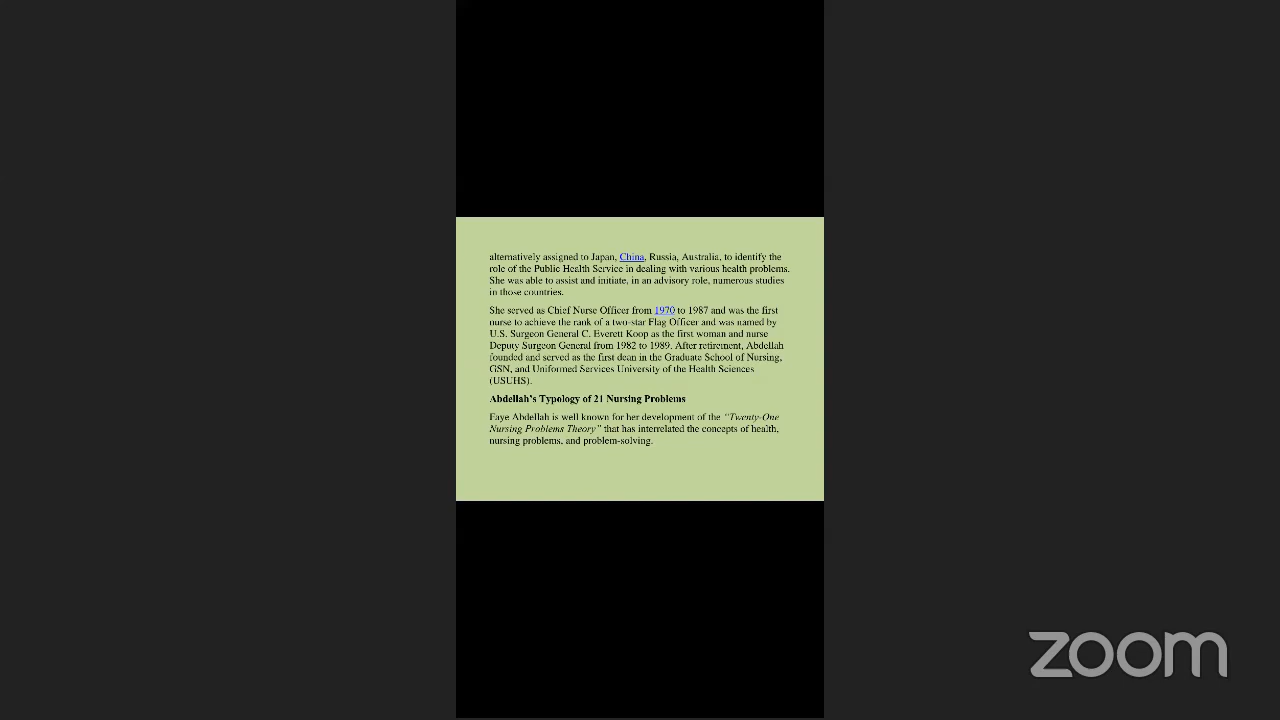 alternatively assigned to Japan, China, Russia, Australia, to identify the
role of the Public Health Service in dealing with various health problems.
She was able to assist and initiate, in an advisory role, numerous studies
in those countries.
She served as Chief Nurse Officer from 1970 to 1987 and was the first
nurse to achieve the rank of a two-star Flag Officer and was named by
U.S. Surgeon General C. Everett Koop as the first woman and nurse
Deputy Surgeon General from 1982 to 1989. After retirement, Abdellah
founded and served as the first dean in the Graduate School of Nursing,
GSN, and Uniformed Services University of the Health Sciences
(USUHS).
Abdellah's Typology of 21 Nursing Problems
Faye Abdellah is well known for her development of the "Twenty-One
Nursing Problems Theory" that has interrelated the concepts of health,
nursing problems, and problem-solving.
zoom